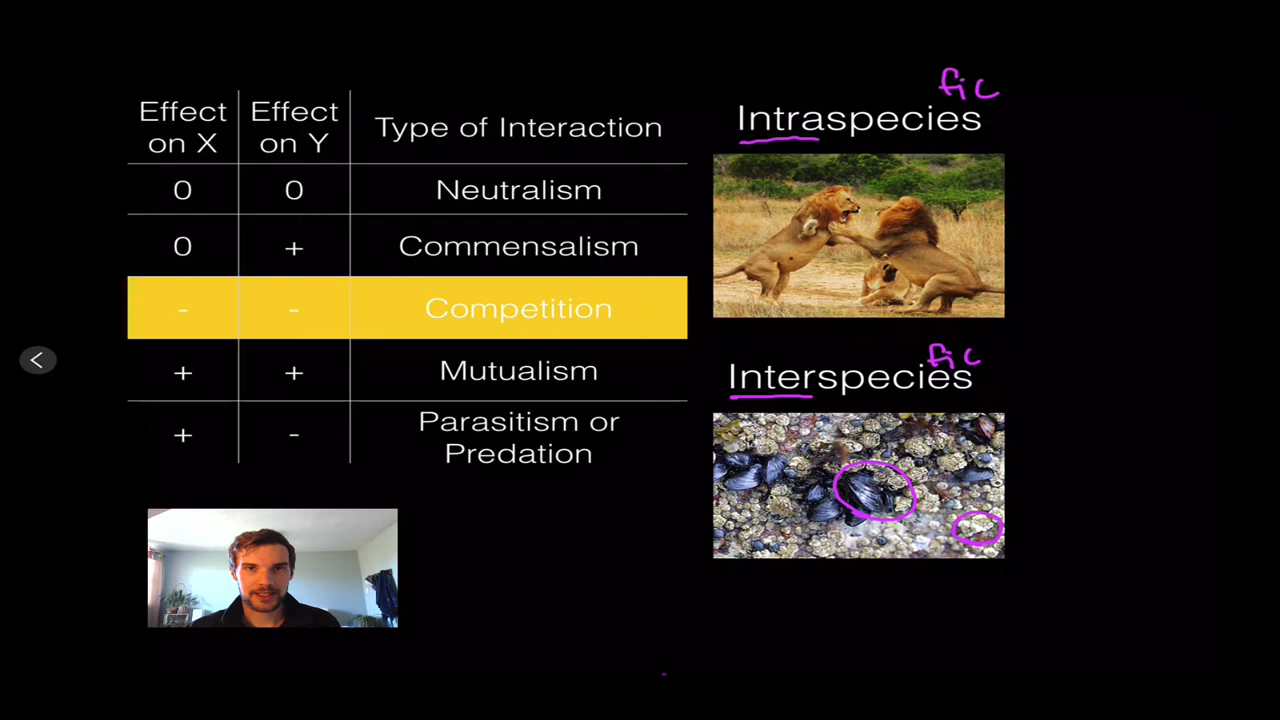 Effect on X
Effect on Y
Type of Interaction
0 0 Neutralism
0 + Commensalism
- - Competition
+ + Mutualism
+ - Parasitism or Predation
fic
Intraspecies
fic
Interspecies